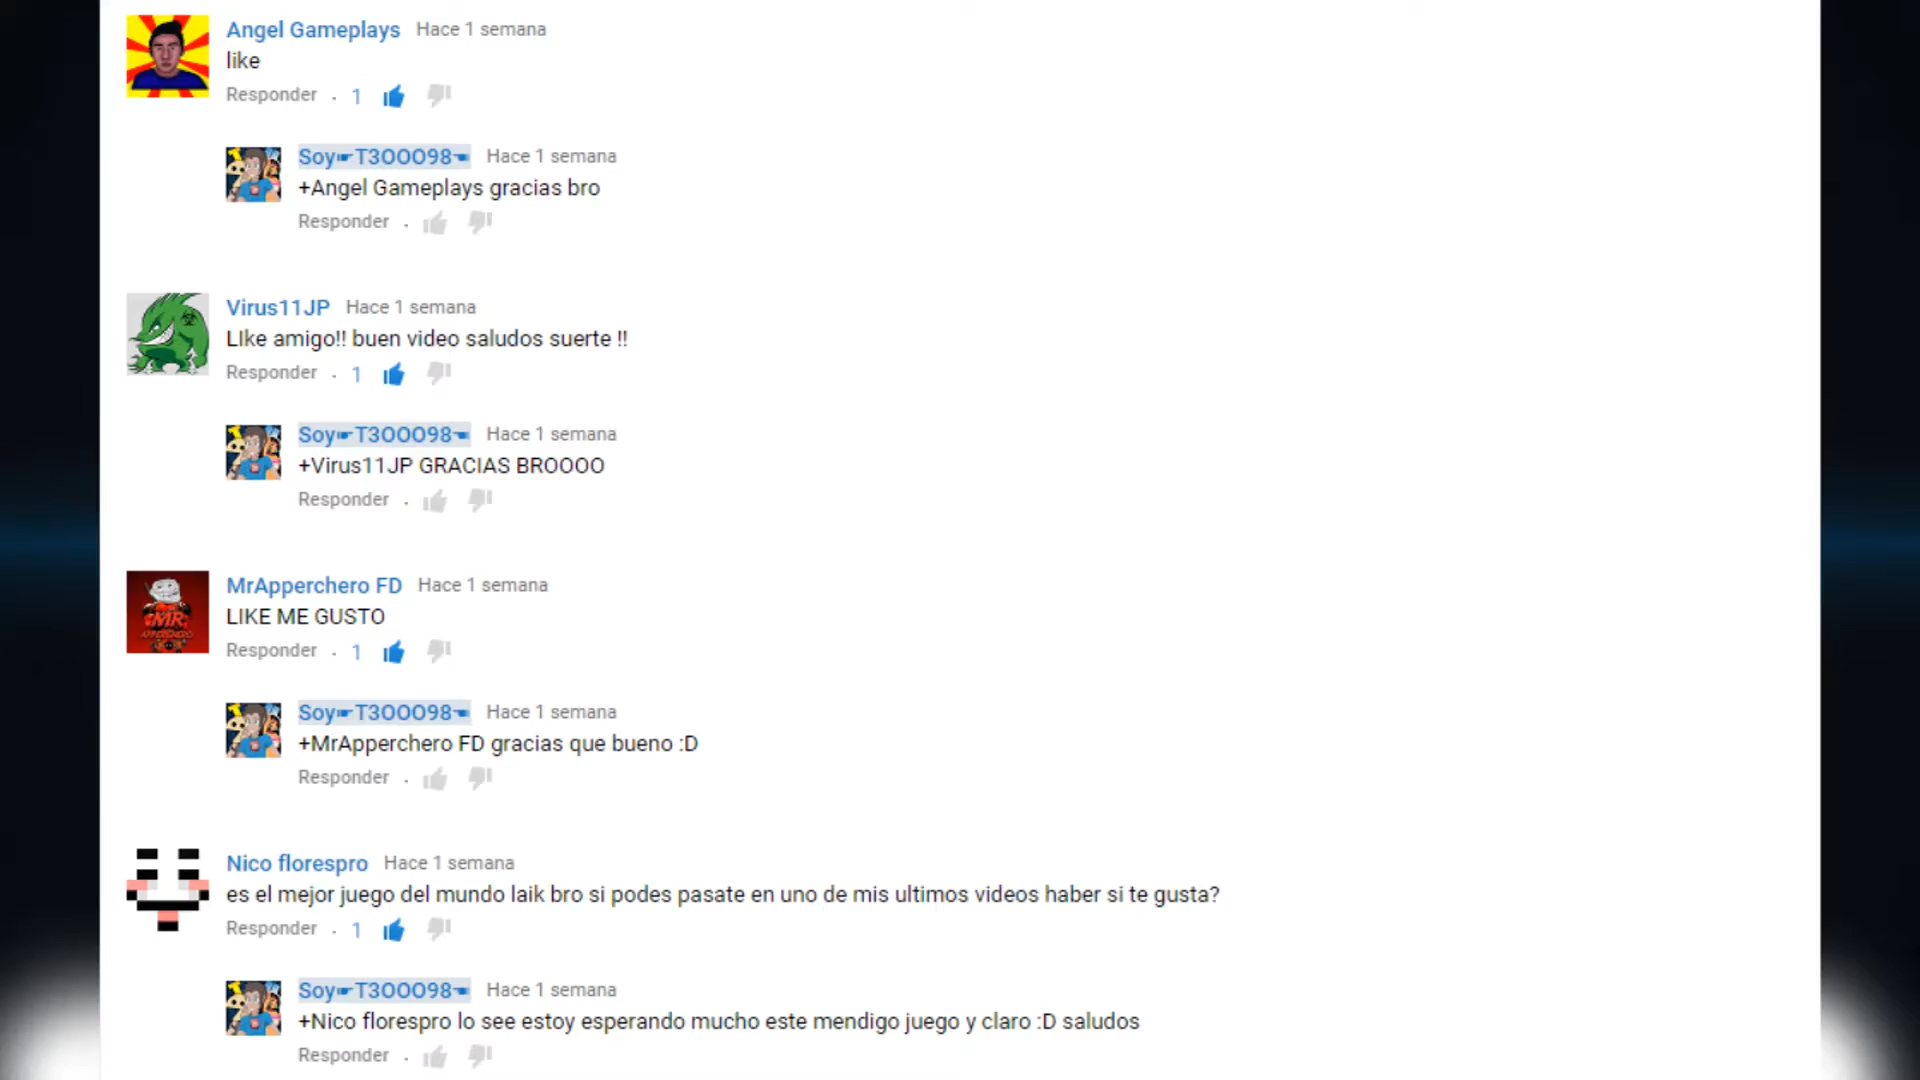 Angel Gameplays Hace 1 semana
like
Responder . 1
Soy☛T3OOO98☚ Hace 1 semana
+Angel Gameplays gracias bro
Responder .
Virus11JP Hace 1 semana
LIke amigo!! buen video saludos suerte !!
Responder . 1
Soy☛T3OOO98☚ Hace 1 semana
+Virus11JP GRACIAS BROOOO
Responder .
MrApperchero FD Hace 1 semana
LIKE ME GUSTO
Responder . 1
Soy☛T3OOO98☚ Hace 1 semana
+MrApperchero FD gracias que bueno :D
Responder .
Nico florespro Hace 1 semana
es el mejor juego del mundo laik bro si podes pasate en uno de mis ultimos videos haber si te gusta?
Responder . 1
Soy☛T3OOO98☚ Hace 1 semana
+Nico florespro lo see estoy esperando mucho este mendigo juego y claro :D saludos
Responder .